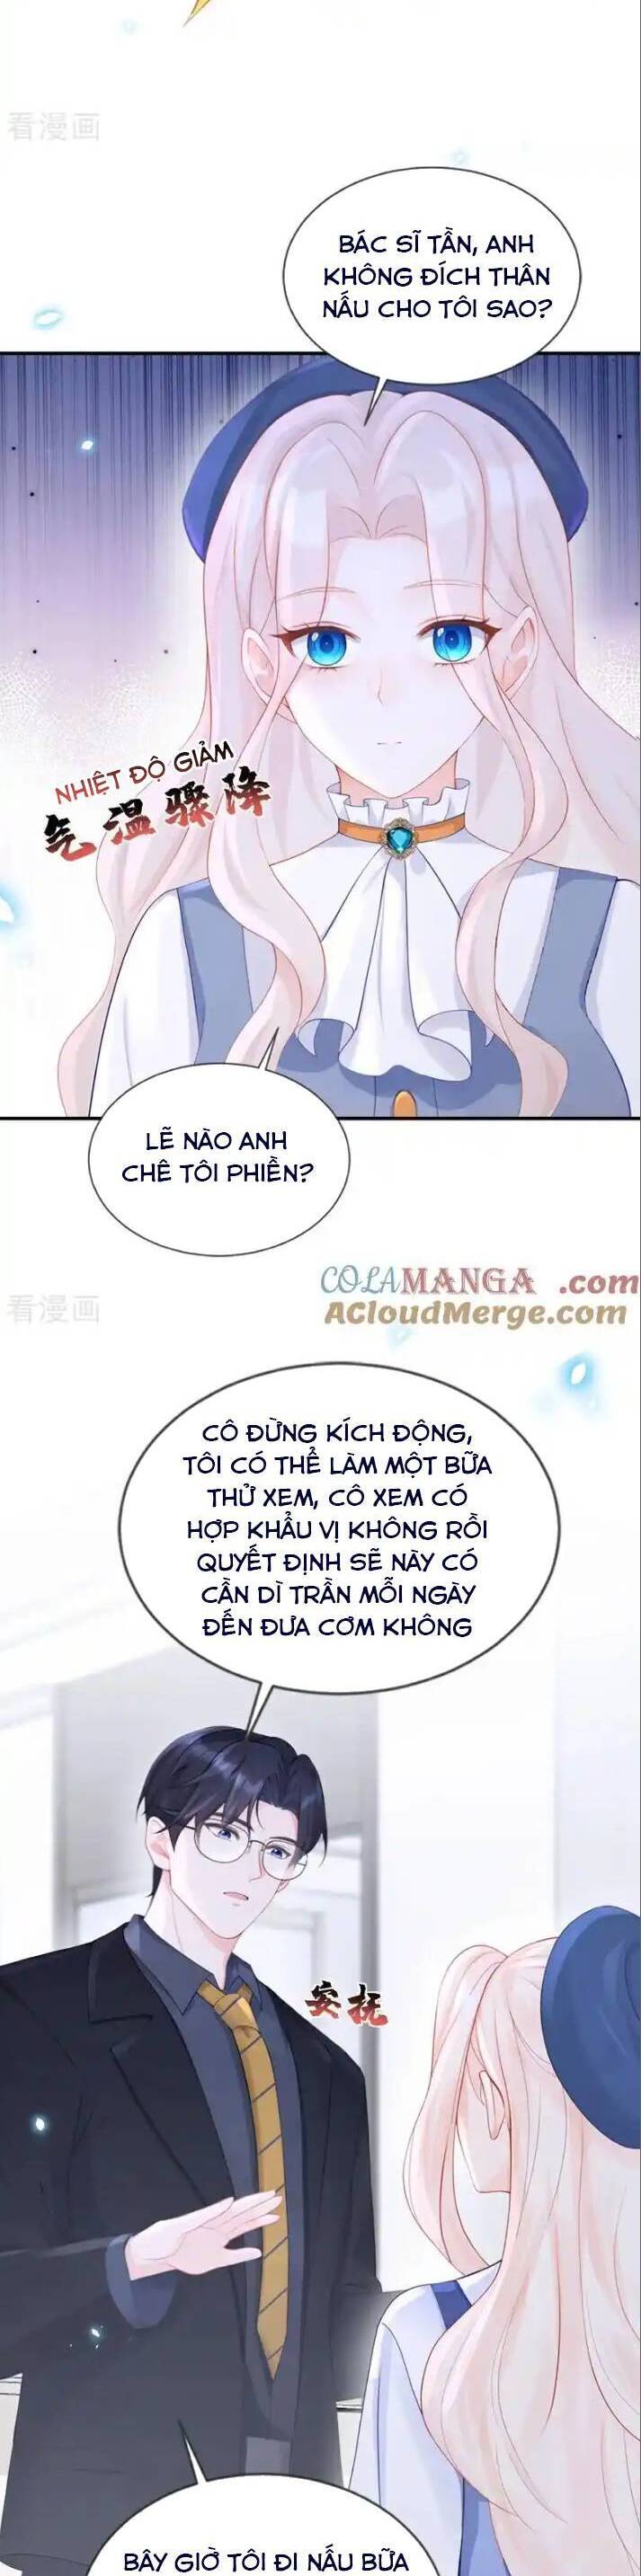 看漫画
BÁC SĨ TẦN, ANH
KHÔNG ĐÍCH THÂN
NẤU CHO TÔI SAO?
NHIỆT ĐỘ GIẢM
气温骤降
LẼ NÀO ANH
CHÊ TÔI PHIỀN?
COLAMANGA.com
AcloudMerge.com
看漫画
CÔ ĐỪNG KÍCH ĐỘNG,
TÔI CÓ THỂ LÀM MỘT BỮA
THỬ XEM, CÔ XEM CÓ
HỢP KHẨU VỊ KHÔNG RỒI
QUYẾT ĐỊNH SẼ NÀY CÓ
CẦN DÌ TRẦN MỖI NGÀY
ĐẾN ĐƯA CƠM KHÔNG
安抚
BÂY GIỜ TÔI ĐI NẤU BỮA